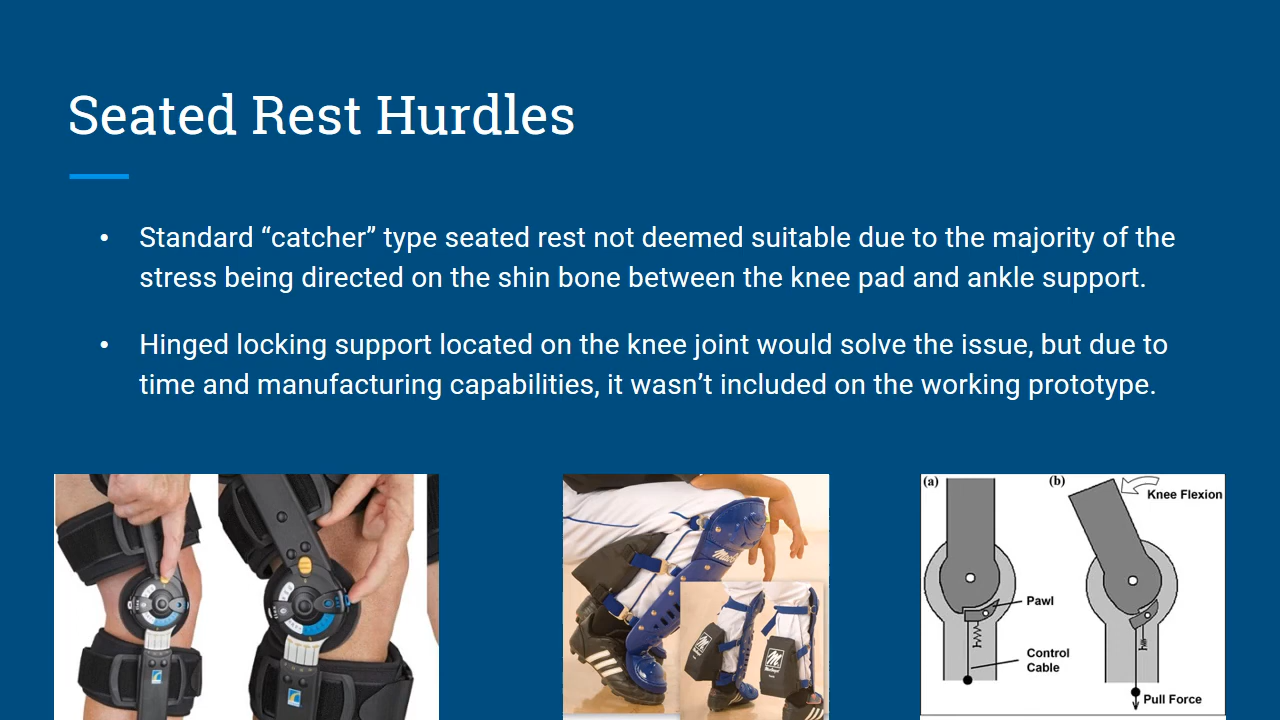 Seated Rest Hurdles
• Standard “catcher” type seated rest not deemed suitable due to the majority of the
stress being directed on the shin bone between the knee pad and ankle support.
• Hinged locking support located on the knee joint would solve the issue, but due to
time and manufacturing capabilities, it wasn’t included on the working prototype.
(a)
(b)
Knee Flexion
Pawl
Control
Cable
Pull Force